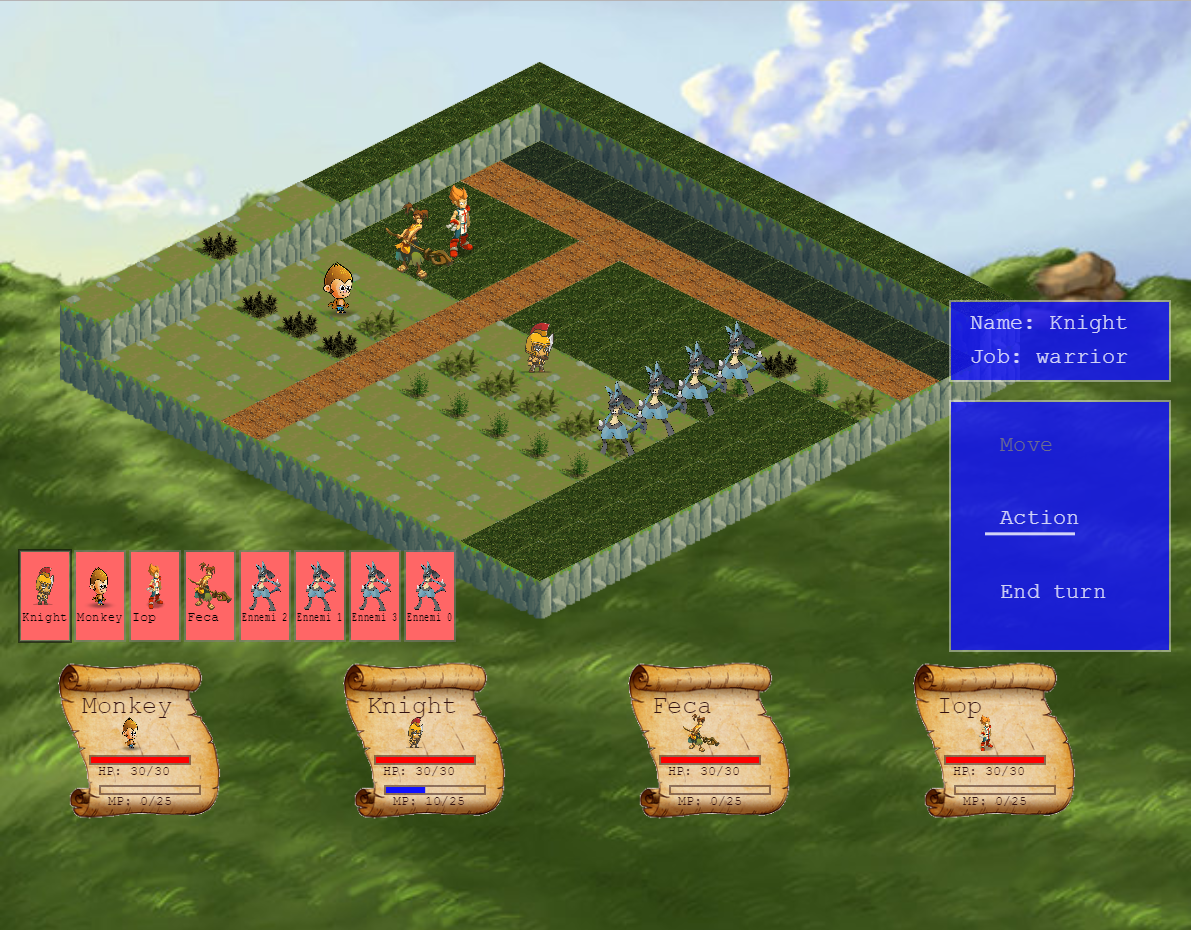 Name: Knight
Job: warrior
Move
Action
End turn
Knight Monkey Iop Feca Ennemi 2 Ennemi 1 Ennemi 3 Ennemi 0
Monkey
HP: 30/30
MP: 0/25
Knight
HP: 30/30
MP: 10/25
Feca
HP: 30/30
MP: 0/25
Iop
HP: 30/30
MP: 0/25